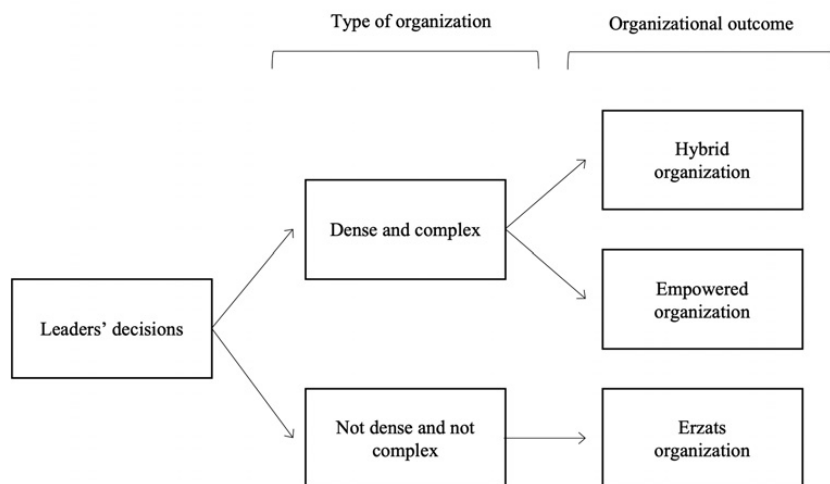 Type of organization
Organizational outcome
Hybrid
organization
Dense and complex
Empowered
organization
Leaders’ decisions
Not dense and not
complex
Erzats
organization